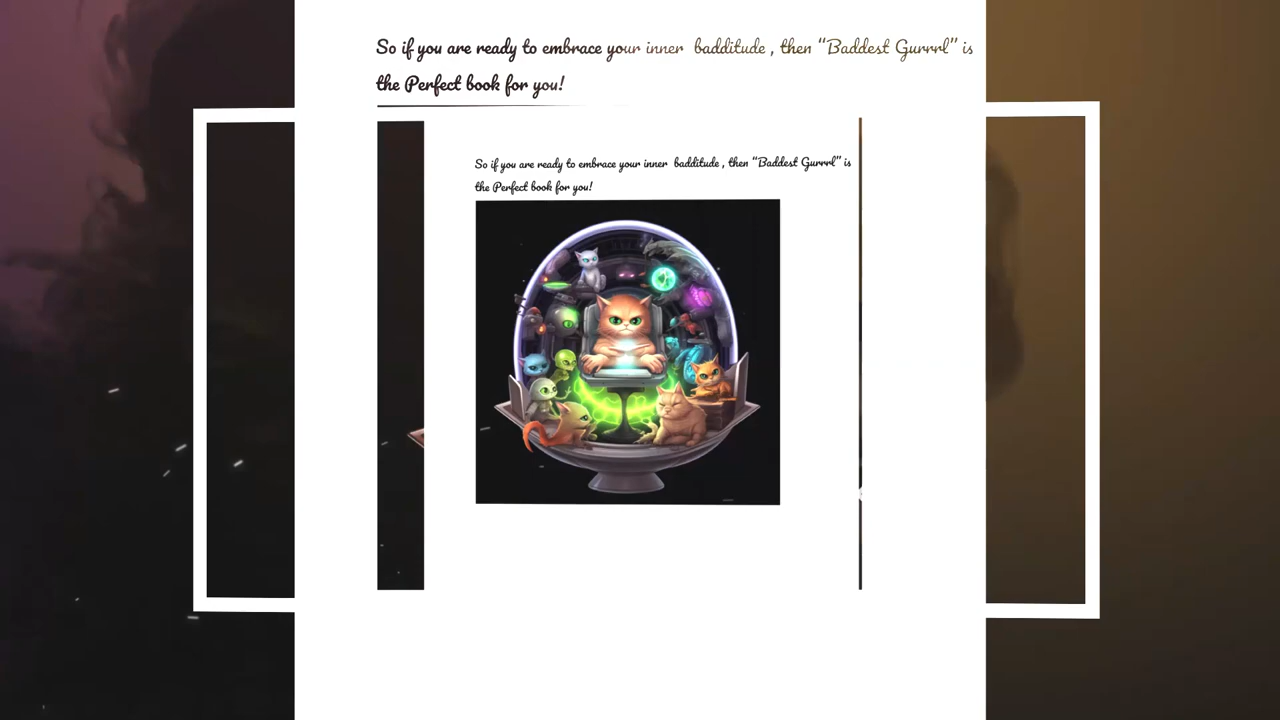 So if you are ready to embrace your inner badditude , then “Baddest Gurrrl” is
the Perfect book for you!
So if you are ready to embrace your inner badditude , then “Baddest Gurrrl” is
the Perfect book for you!